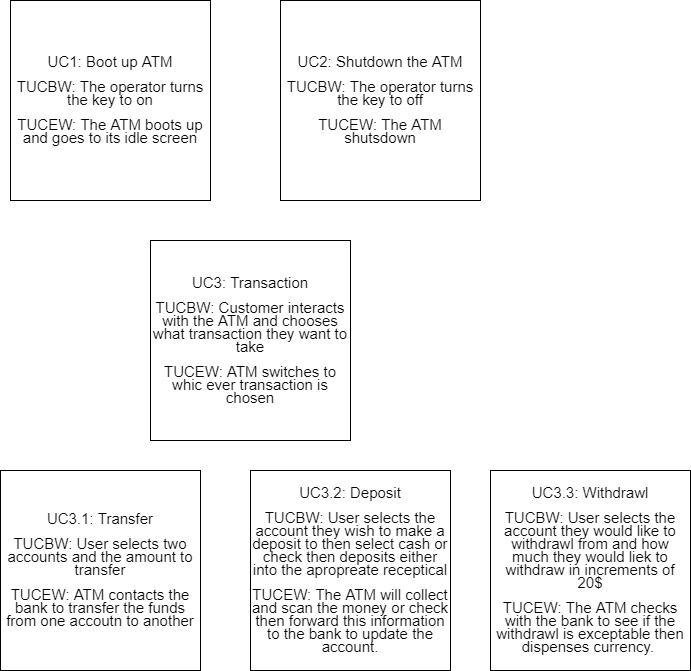 UC1: Boot up ATM
TUCBW: The operator turns
the key to on
TUCEW: The ATM boots up
and goes to its idle screen
UC2: Shutdown the ATM
TUCBW: The operator turns
the key to off
TUCEW: The ATM
shutsdown
UC3: Transaction
TUCBW: Customer interacts
with the ATM and chooses
what transaction they want to
take
TUCEW: ATM switches to
whic ever transaction is
chosen
UC3.1: Transfer
TUCBW: User selects two
accounts and the amount to
transfer
TUCEW: ATM contacts the
bank to transfer the funds
from one accoutn to another
UC3.2: Deposit
TUCBW: User selects the
account they wish to make a
deposit to then select cash or
check then deposits either
into the apropreate receptical
TUCEW: The ATM will collect
and scan the money or check
then forward this information
to the bank to update the
account.
UC3.3: Withdrawl
TUCBW: User selects the
account they would like to
withdrawl from and how
much they would liek to
withdraw in increments of
20$
TUCEW: The ATM checks
with the bank to see if the
withdrawl is exceptable then
dispenses currency.